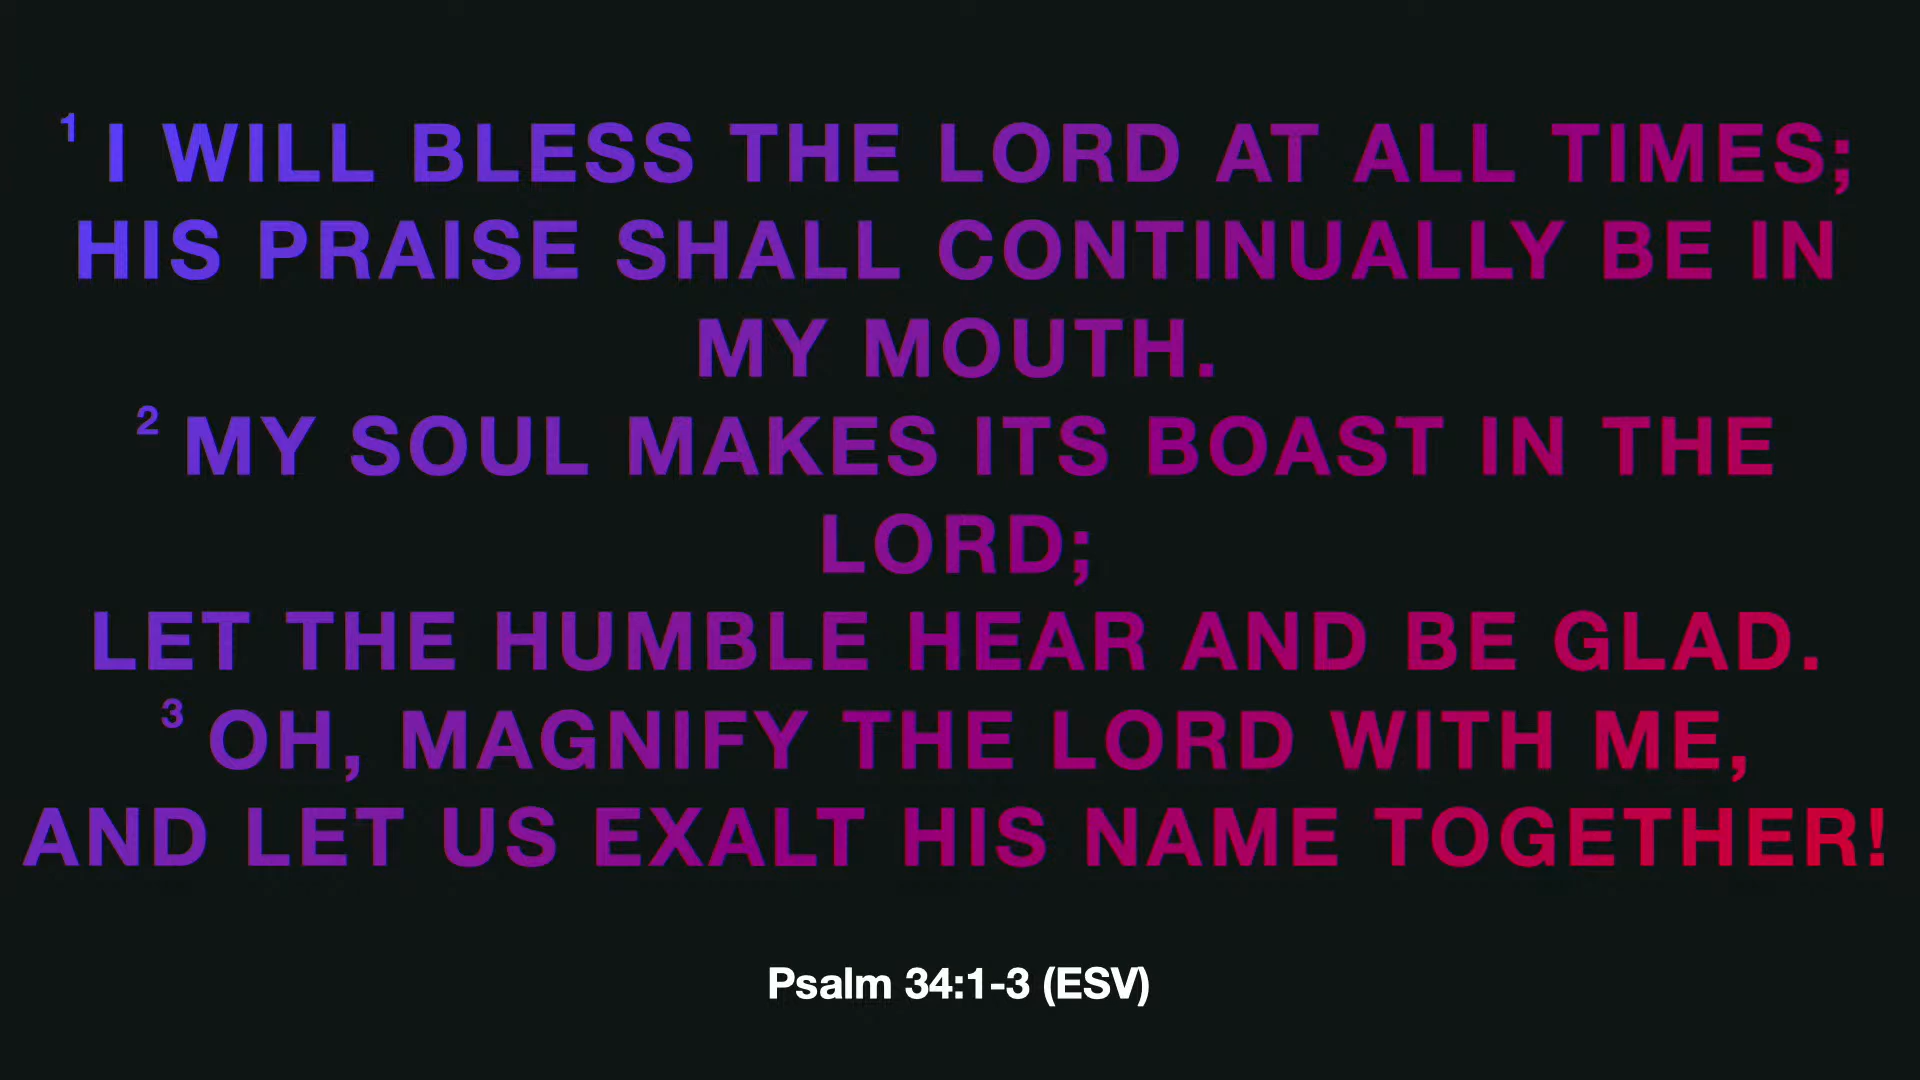 1 I WILL BLESS THE LORD AT ALL TIMES;
HIS PRAISE SHALL CONTINUALLY BE IN
MY MOUTH.
2 MY SOUL MAKES ITS BOAST IN THE
LORD;
LET THE HUMBLE HEAR AND BE GLAD.
3 OH, MAGNIFY THE LORD WITH ME,
AND LET US EXALT HIS NAME TOGETHER!
Psalm 34:1-3 (ESV)